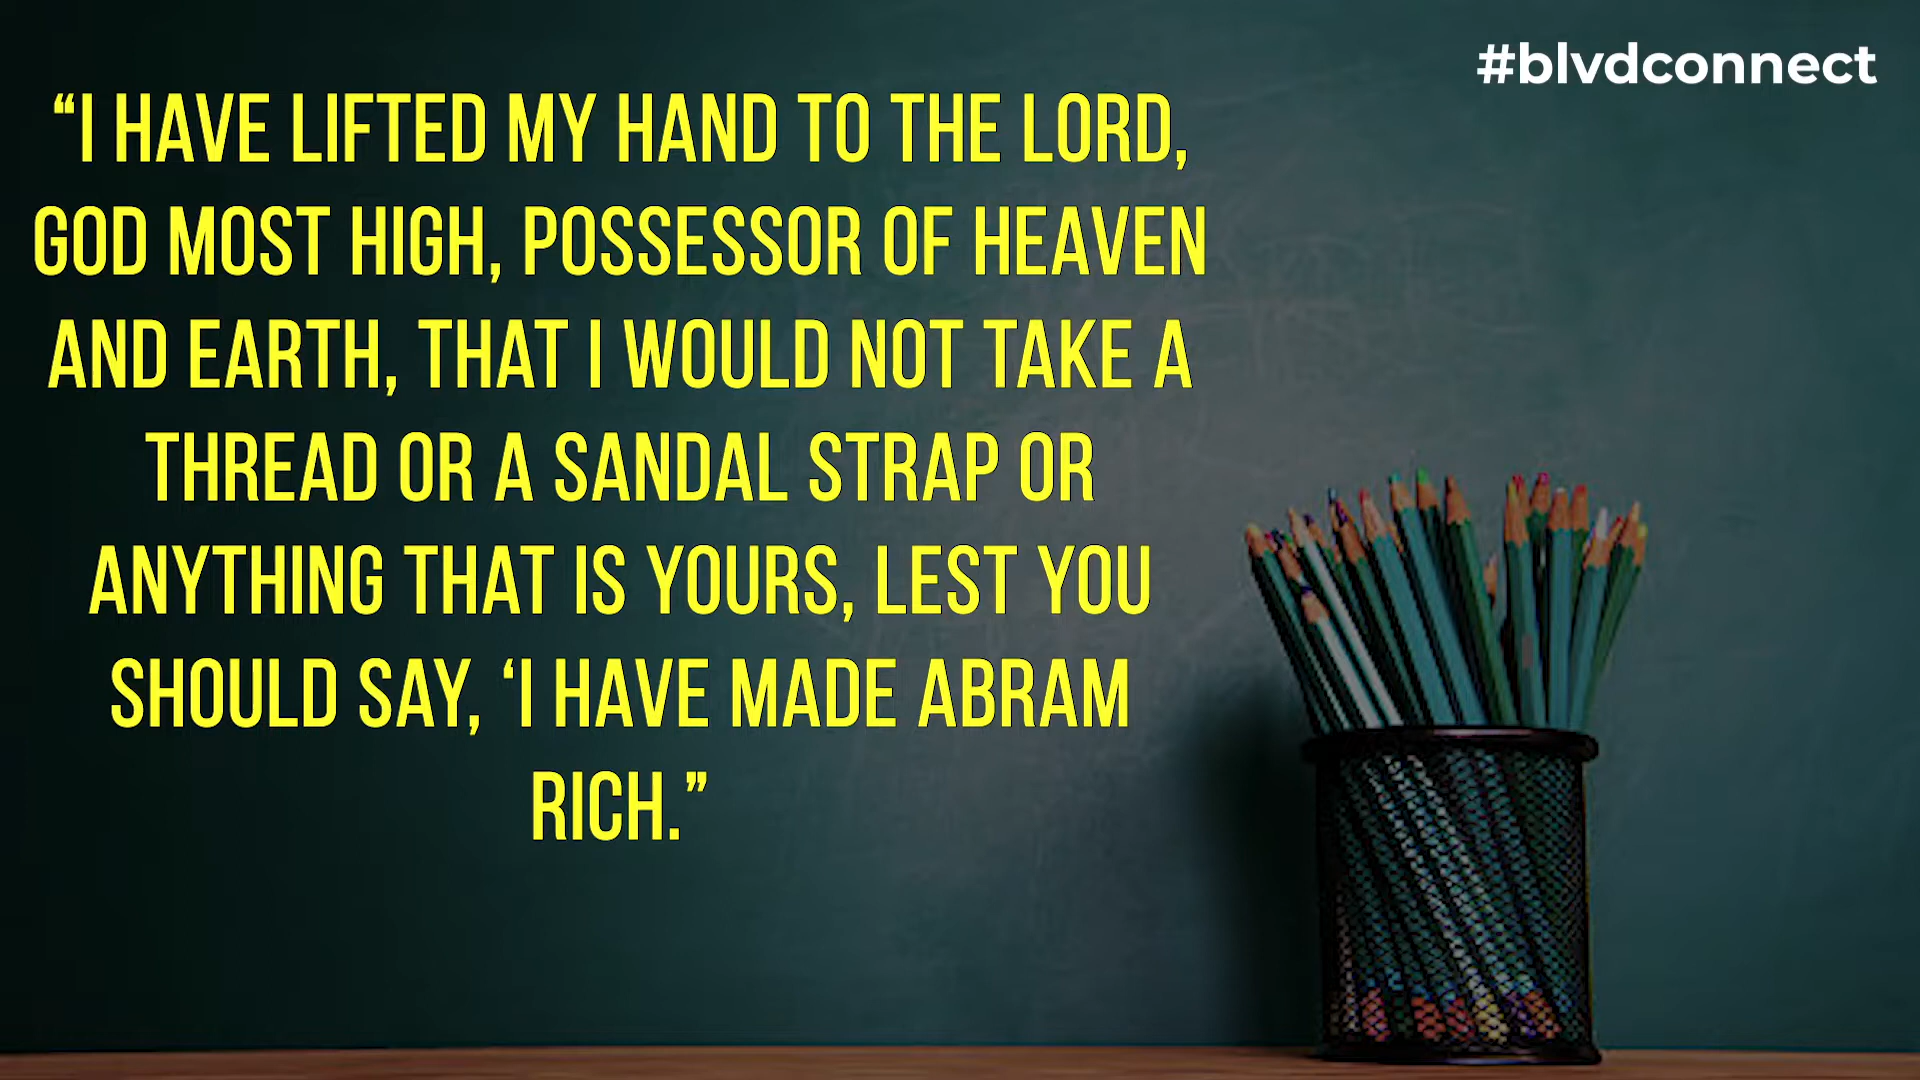 #blvdconnect
“I HAVE LIFTED MY HAND TO THE LORD,
GOD MOST HIGH, POSSESSOR OF HEAVEN
AND EARTH, THAT I WOULD NOT TAKE A
THREAD OR A SANDAL STRAP OR
ANYTHING THAT IS YOURS, LEST YOU
SHOULD SAY, ‘I HAVE MADE ABRAM
RICH.”